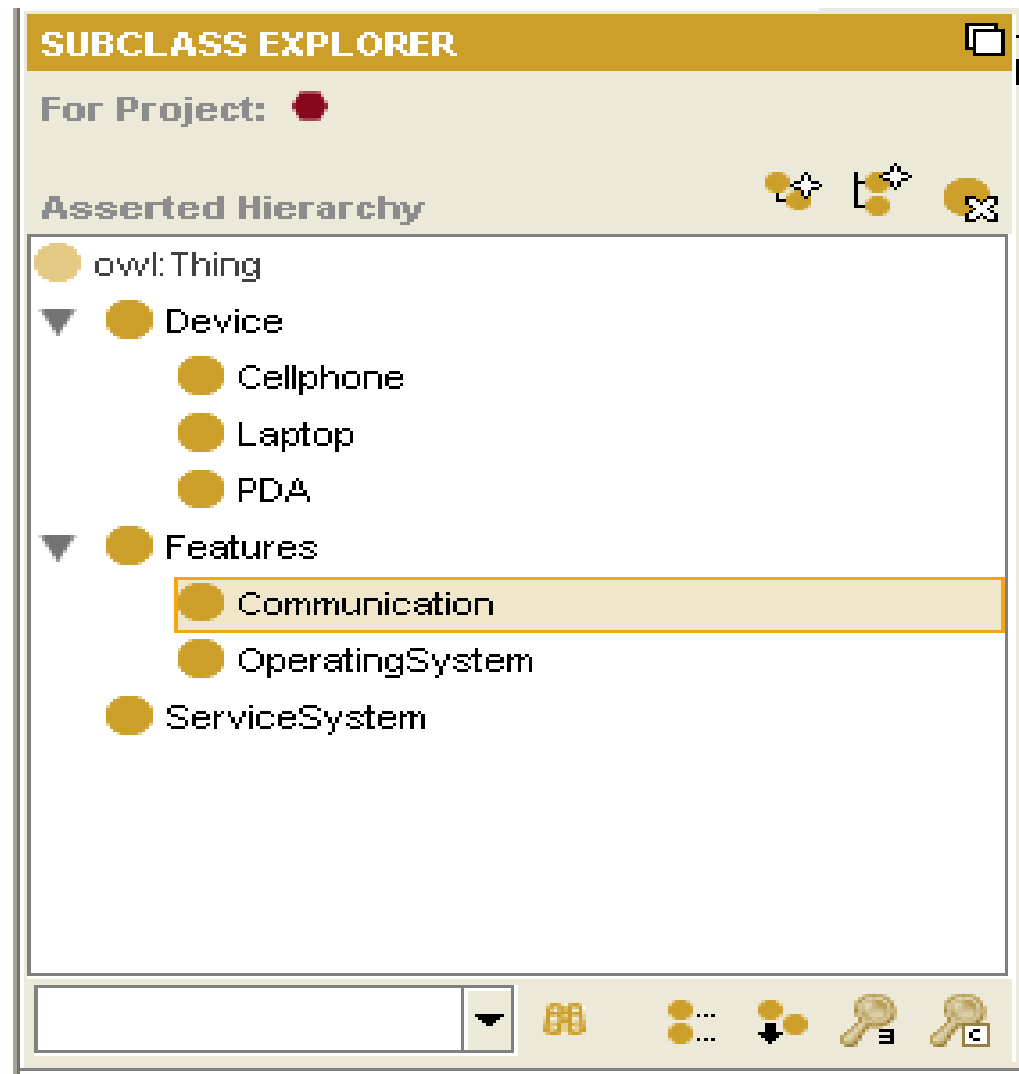 SUBCLASS EXPLORER
For Project:
Asserted Hierarchy
owl:Thing
Device
Cellphone
Laptop
PDA
Features
Communication
OperatingSystem
ServiceSystem